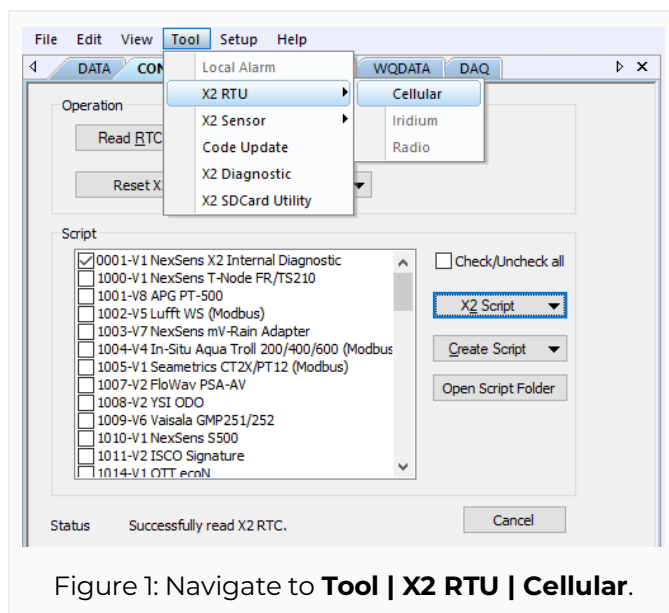 File Edit View Tool Setup Help
DATA CON WQDATA DAQ
Local Alarm
X2 RTU
X2 Sensor
Code Update
X2 Diagnostic
X2 SDCard Utility
Cellular
Iridium
Radio
Operation
Read RTC
Reset X
Script
0001-V1 NexSens X2 Internal Diagnostic
1000-V1 NexSens T-Node FR/TS210
1001-V8 APG PT-500
1002-V5 Lufft WS (Modbus)
1003-V7 NexSens mV-Rain Adapter
1004-V4 In-Situ Aqua Troll 200/400/600 (Modbus
1005-V1 Seametrics CT2X/PT12 (Modbus)
1007-V2 FloWav PSA-AV
1008-V2 YSI ODO
1009-V6 Vaisala GMP251/252
1010-V1 NexSens S500
1011-V2 ISCO Signature
1014-V1 OTT ecoN
Check/Uncheck all
X2 Script
Create Script
Open Script Folder
Status Successfully read X2 RTC.
Cancel
Figure 1: Navigate to Tool | X2 RTU | Cellular.